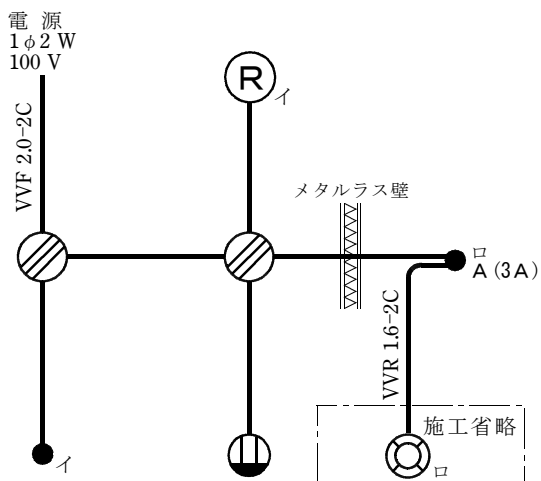 電源
1φ2W
100V
VVF 2.0-2C
R
イ
メタルラス壁
ロ
A(3A)
VVR 1.6-2C
施工省略
イ
ロ